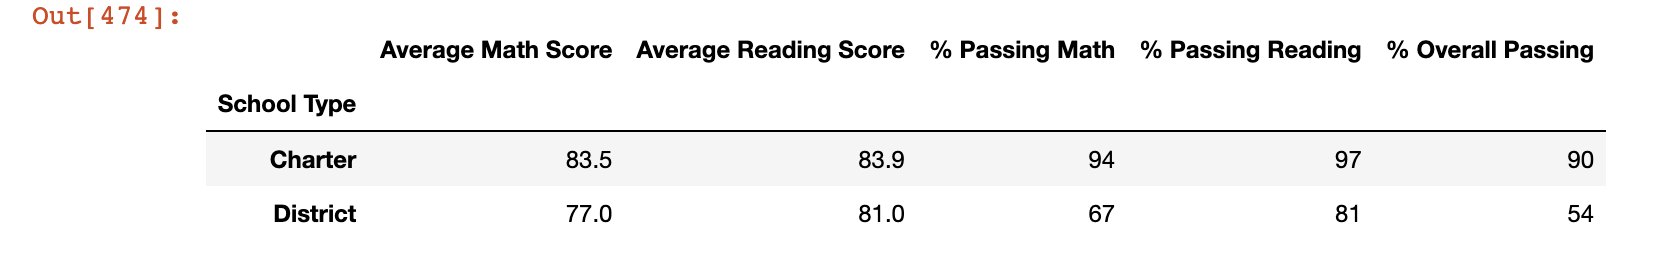 Out[474]:
Average Math Score Average Reading Score % Passing Math % Passing Reading % Overall Passing
School Type
Charter 83.5 83.9 94 97 90
District 77.0 81.0 67 81 54